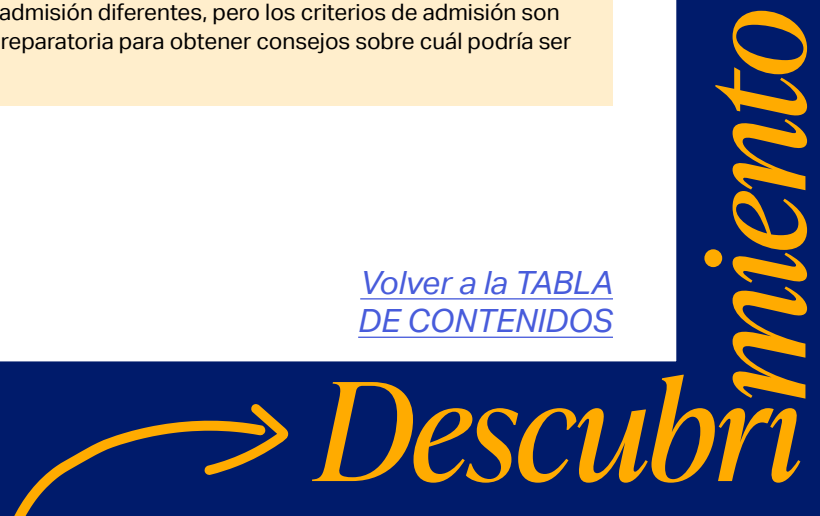 admisión diferentes, pero los criterios de admisión son
reparatoria para obtener consejos sobre cuál podría ser
Volver a la TABLA
DE CONTENIDOS
Descubri
miento